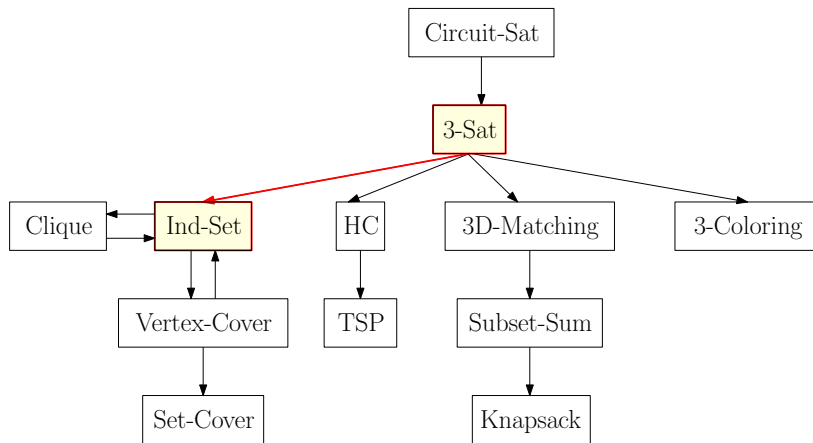 Circuit-Sat
3-Sat
Clique
Ind-Set
HC
3D-Matching
3-Coloring
Vertex-Cover
TSP
Subset-Sum
Set-Cover
Knapsack